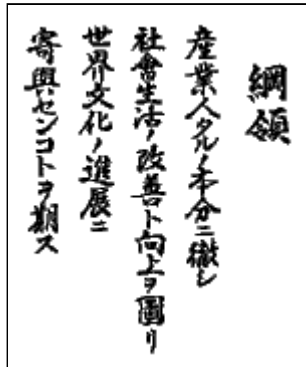 綱領
産業人タルノ本分ニ徹シ
社會生活ノ改善ト向上ヲ圖リ
世界文化ノ進展ニ
寄與センコトヲ期ス